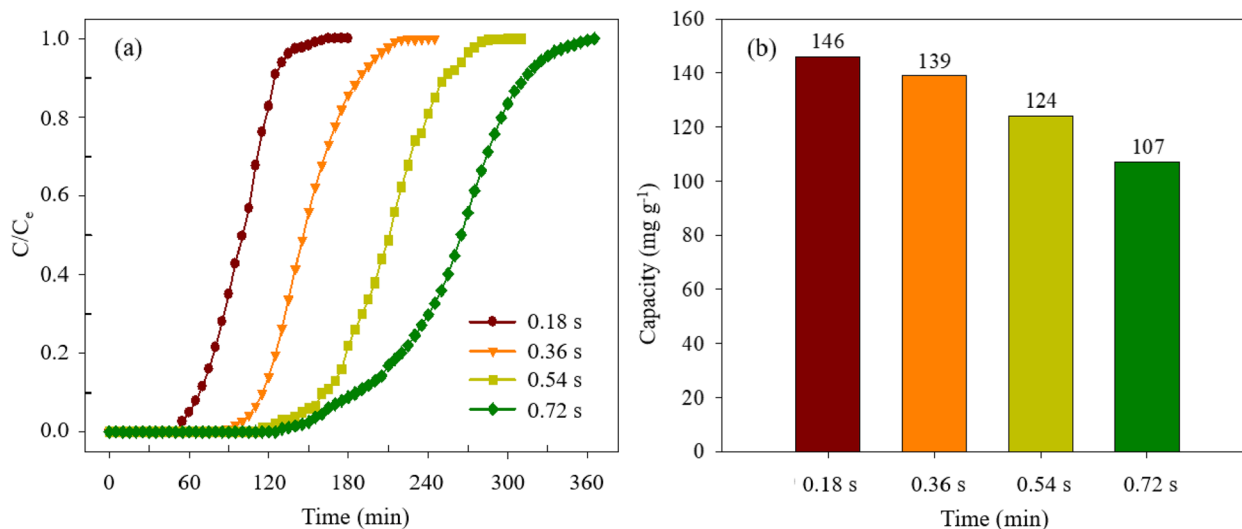 (a)
C/Ce
1.0
0.8
0.6
0.4
0.2
0.0
0.18 s
0.36 s
0.54 s
0.72 s
0 60 120 180 240 300 360
Time (min)
(b)
Capacity (mg g-1)
160
140
120
100
80
60
40
20
0
146
139
124
107
0.18 s 0.36 s 0.54 s 0.72 s
Time (min)